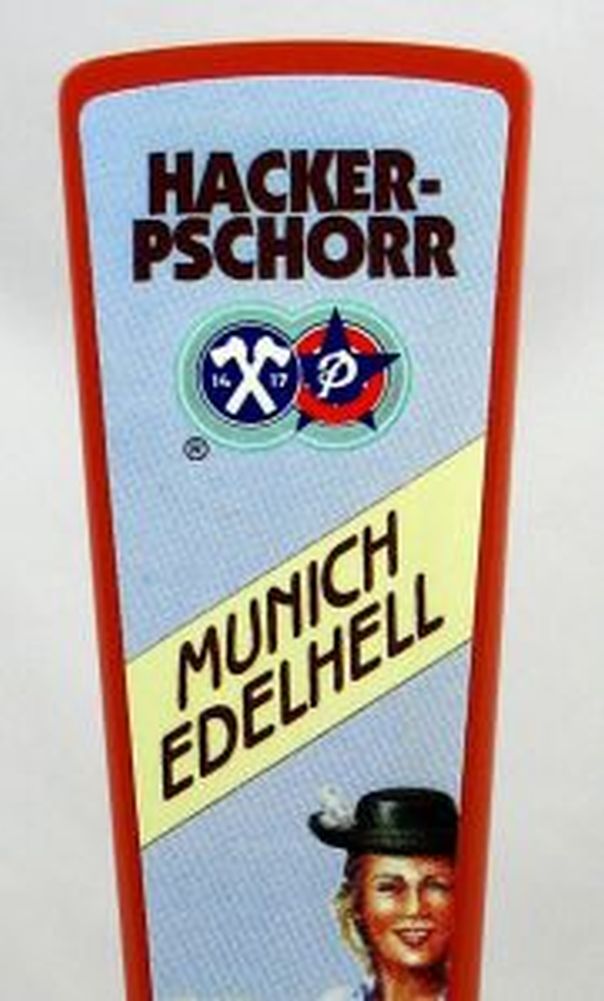 HACKER-
PSCHORR
14 17 P
®
MUNICH
EDELHELL